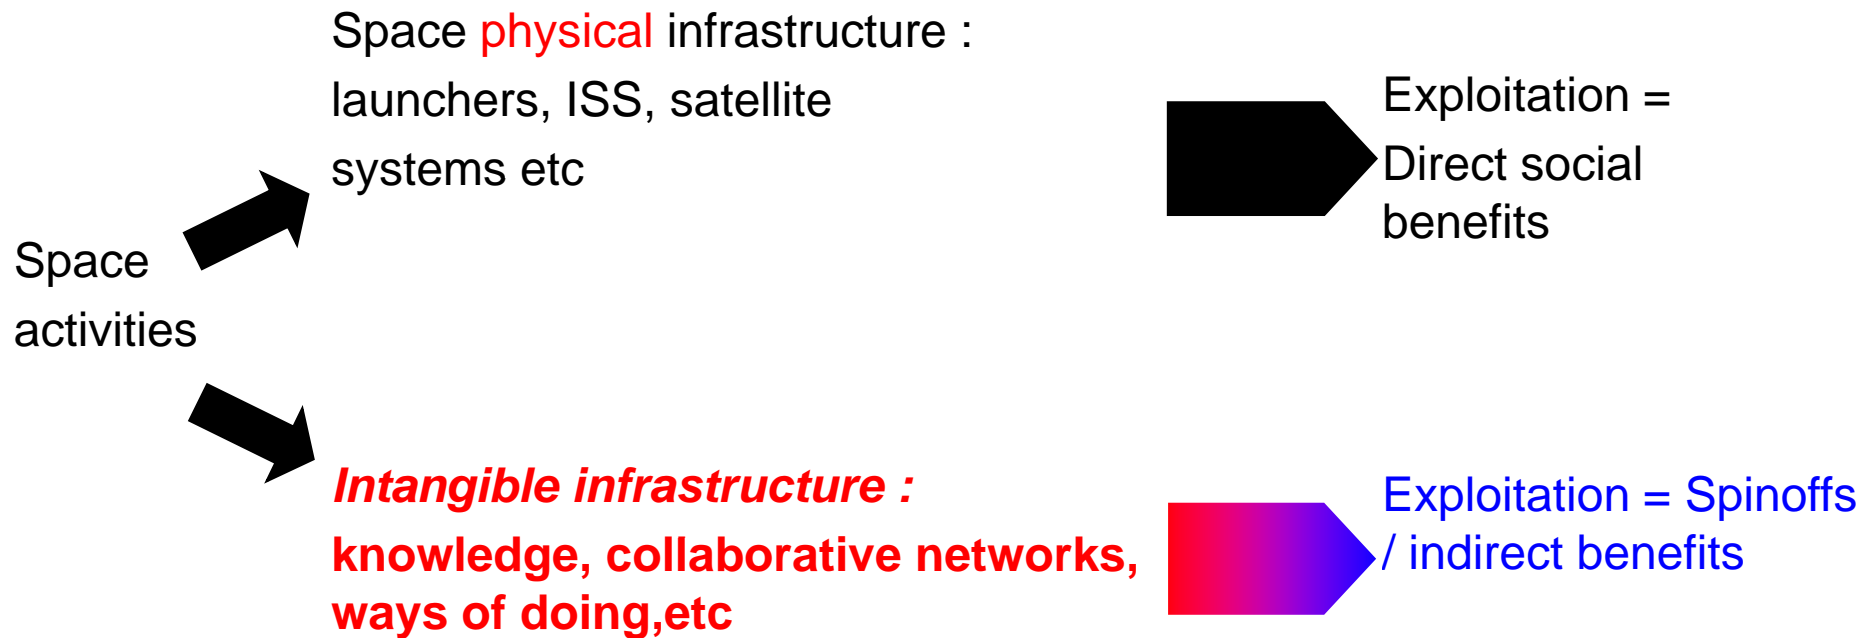 Space physical infrastructure :
launchers, ISS, satellite
systems etc
Exploitation =
Direct social
benefits
Space
activities
Intangible infrastructure :
knowledge, collaborative networks,
ways of doing,etc
Exploitation = Spinoffs
/ indirect benefits